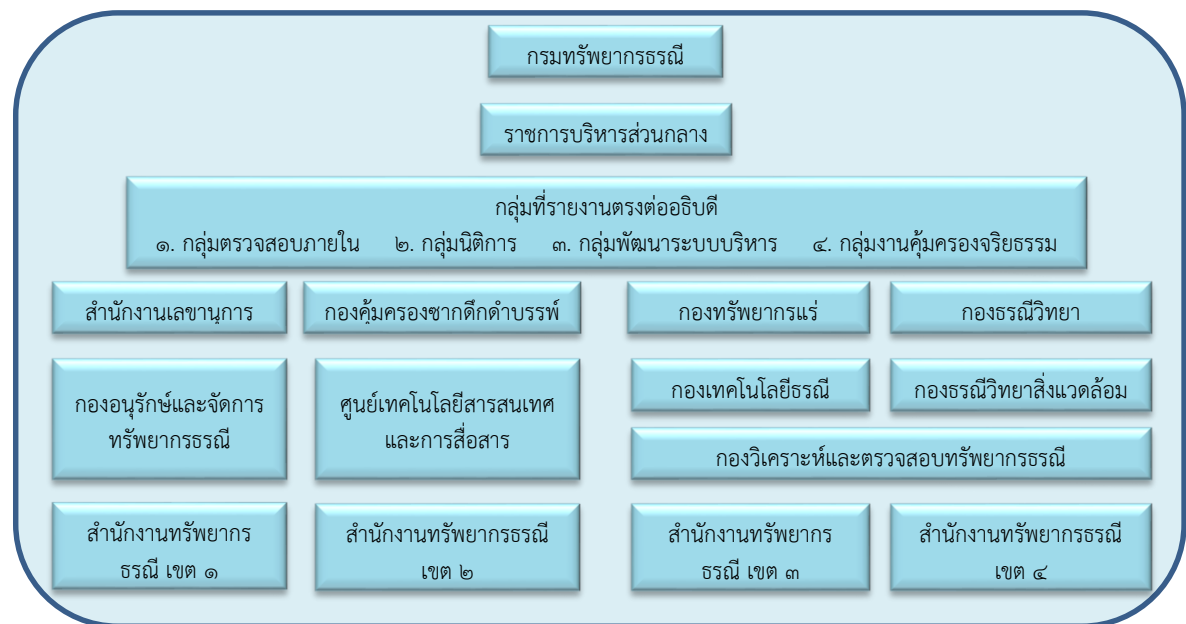 กรมทรัพยากรธรณี
ราชการบริหารส่วนกลาง
กลุ่มที่รายงานตรงต่ออธิบดี
๑. กลุ่มตรวจสอบภายใน ๒. กลุ่มนิติการ ๓. กลุ่มพัฒนาระบบบริหาร ๔. กลุ่มงานคุ้มครองจริยธรรม
สำนักงานเลขานุการ
กองคุ้มครองซากดึกดำบรรพ์
กองทรัพยากรแร่
กองธรณีวิทยา
กองอนุรักษ์และจัดการ
ทรัพยากรธรณี
ศูนย์เทคโนโลยีสารสนเทศ
และการสื่อสาร
กองเทคโนโลยีธรณี
กองธรณีวิทยาสิ่งแวดล้อม
กองวิเคราะห์และตรวจสอบทรัพยากรธรณี
สำนักงานทรัพยากร
ธรณี เขต ๑
สำนักงานทรัพยากรธรณี
เขต ๒
สำนักงานทรัพยากร
ธรณี เขต ๓
สำนักงานทรัพยากรธรณี
เขต ๔